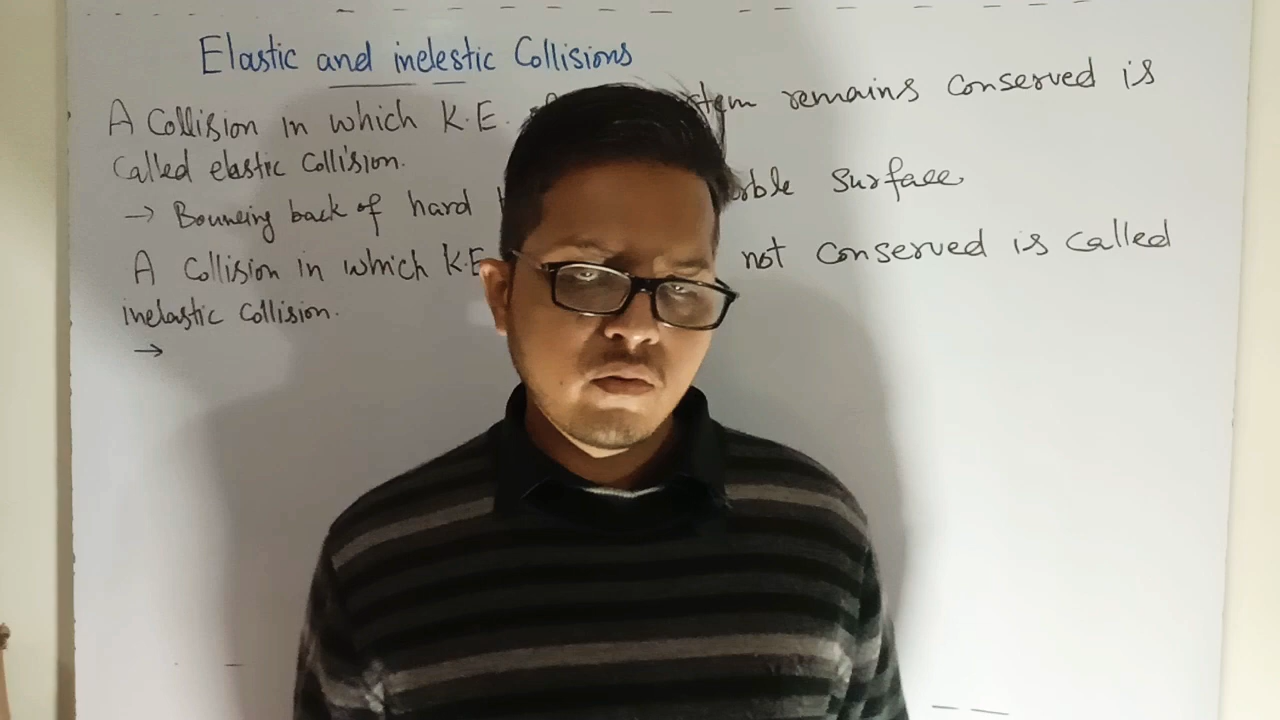 Elastic and inelestic Collisions
A Collision in which K.E. remains conserved is
Called elastic Collision.
→ Bouncing back of hard Surface
A Collision in which K.E not conserved is called
inelastic Collision.
→